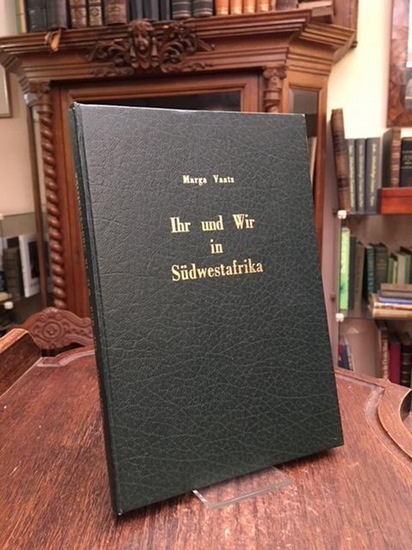 Marga Vaatz
Ihr und Wir
in
Südwestafrika